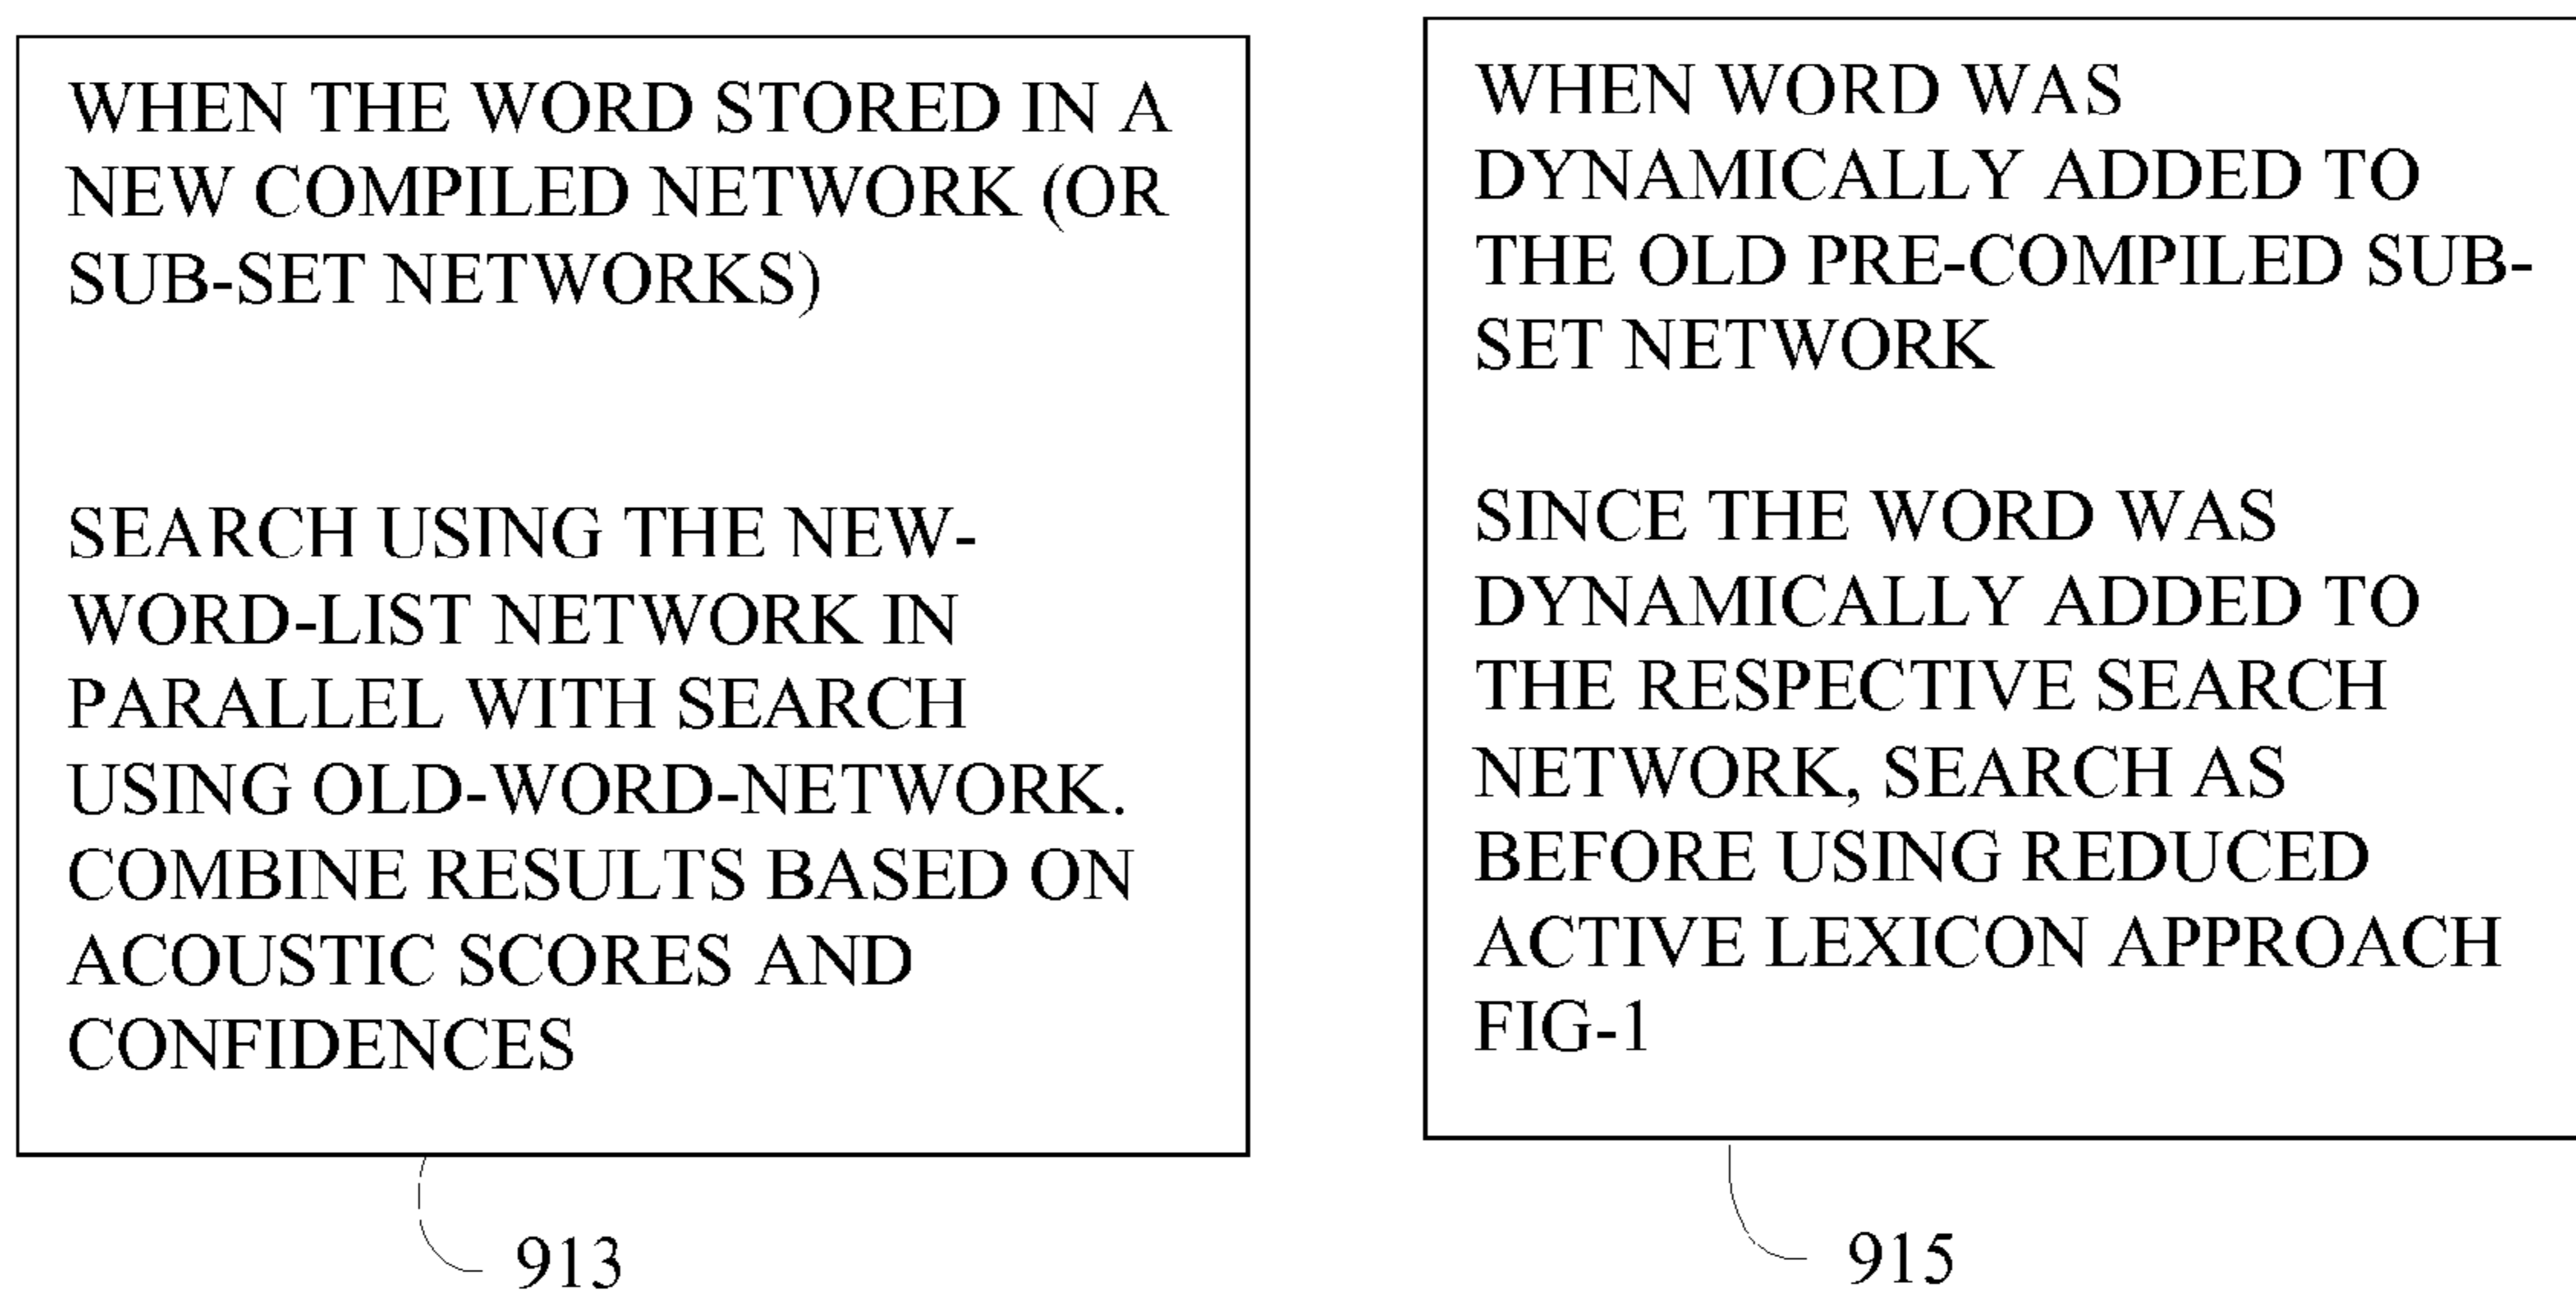 WHEN THE WORD STORED IN A
NEW COMPILED NETWORK (OR
SUB-SET NETWORKS)
SEARCH USING THE NEW-
WORD-LIST NETWORK IN
PARALLEL WITH SEARCH
USING OLD-WORD-NETWORK.
COMBINE RESULTS BASED ON
ACOUSTIC SCORES AND
CONFIDENCES
913
WHEN WORD WAS
DYNAMICALLY ADDED TO
THE OLD PRE-COMPILED SUB-
SET NETWORK
SINCE THE WORD WAS
DYNAMICALLY ADDED TO
THE RESPECTIVE SEARCH
NETWORK, SEARCH AS
BEFORE USING REDUCED
ACTIVE LEXICON APPROACH
FIG-1
915